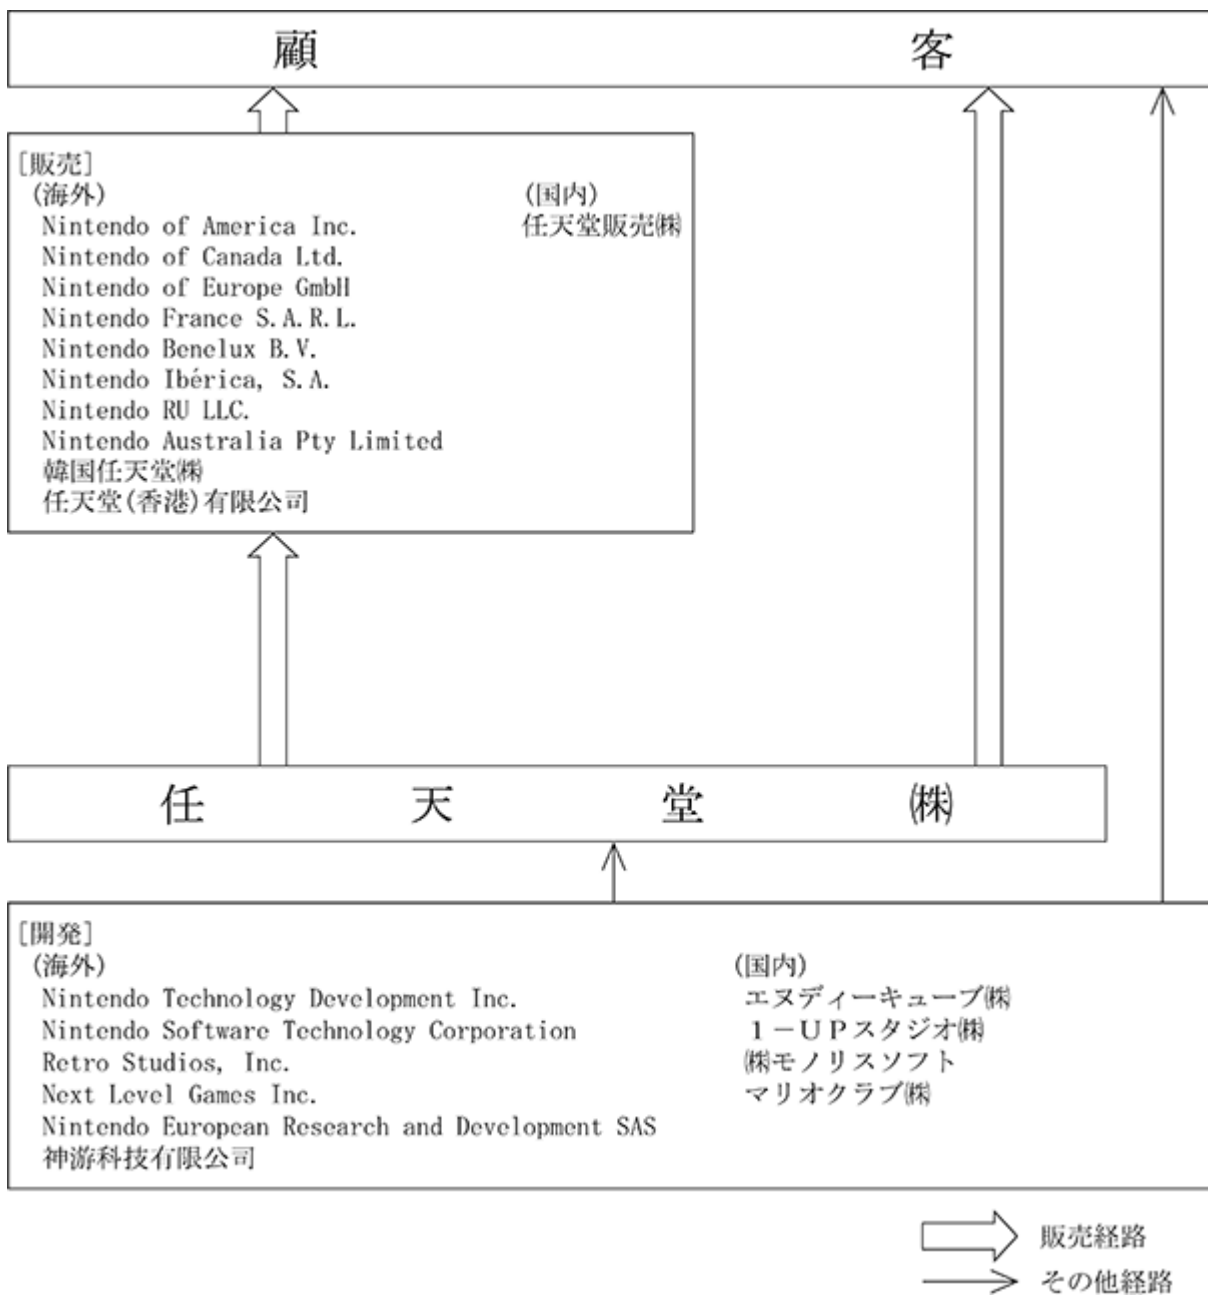 顧客
[販売]
(海外) (国内)
Nintendo of America Inc. 任天堂販売㈱
Nintendo of Canada Ltd.
Nintendo of Europe GmbH
Nintendo France S.A.R.L.
Nintendo Benelux B.V.
Nintendo Ibérica, S.A.
Nintendo RU LLC.
Nintendo Australia Pty Limited
韓国任天堂㈱
任天堂(香港)有限公司
任天堂㈱
[開発]
(海外) (国内)
Nintendo Technology Development Inc. エヌディーキューブ㈱
Nintendo Software Technology Corporation 1-UPスタジオ㈱
Retro Studios, Inc. ㈱モノリスソフト
Next Level Games Inc. マリオクラブ㈱
Nintendo European Research and Development SAS
神游科技有限公司
販売経路
その他経路